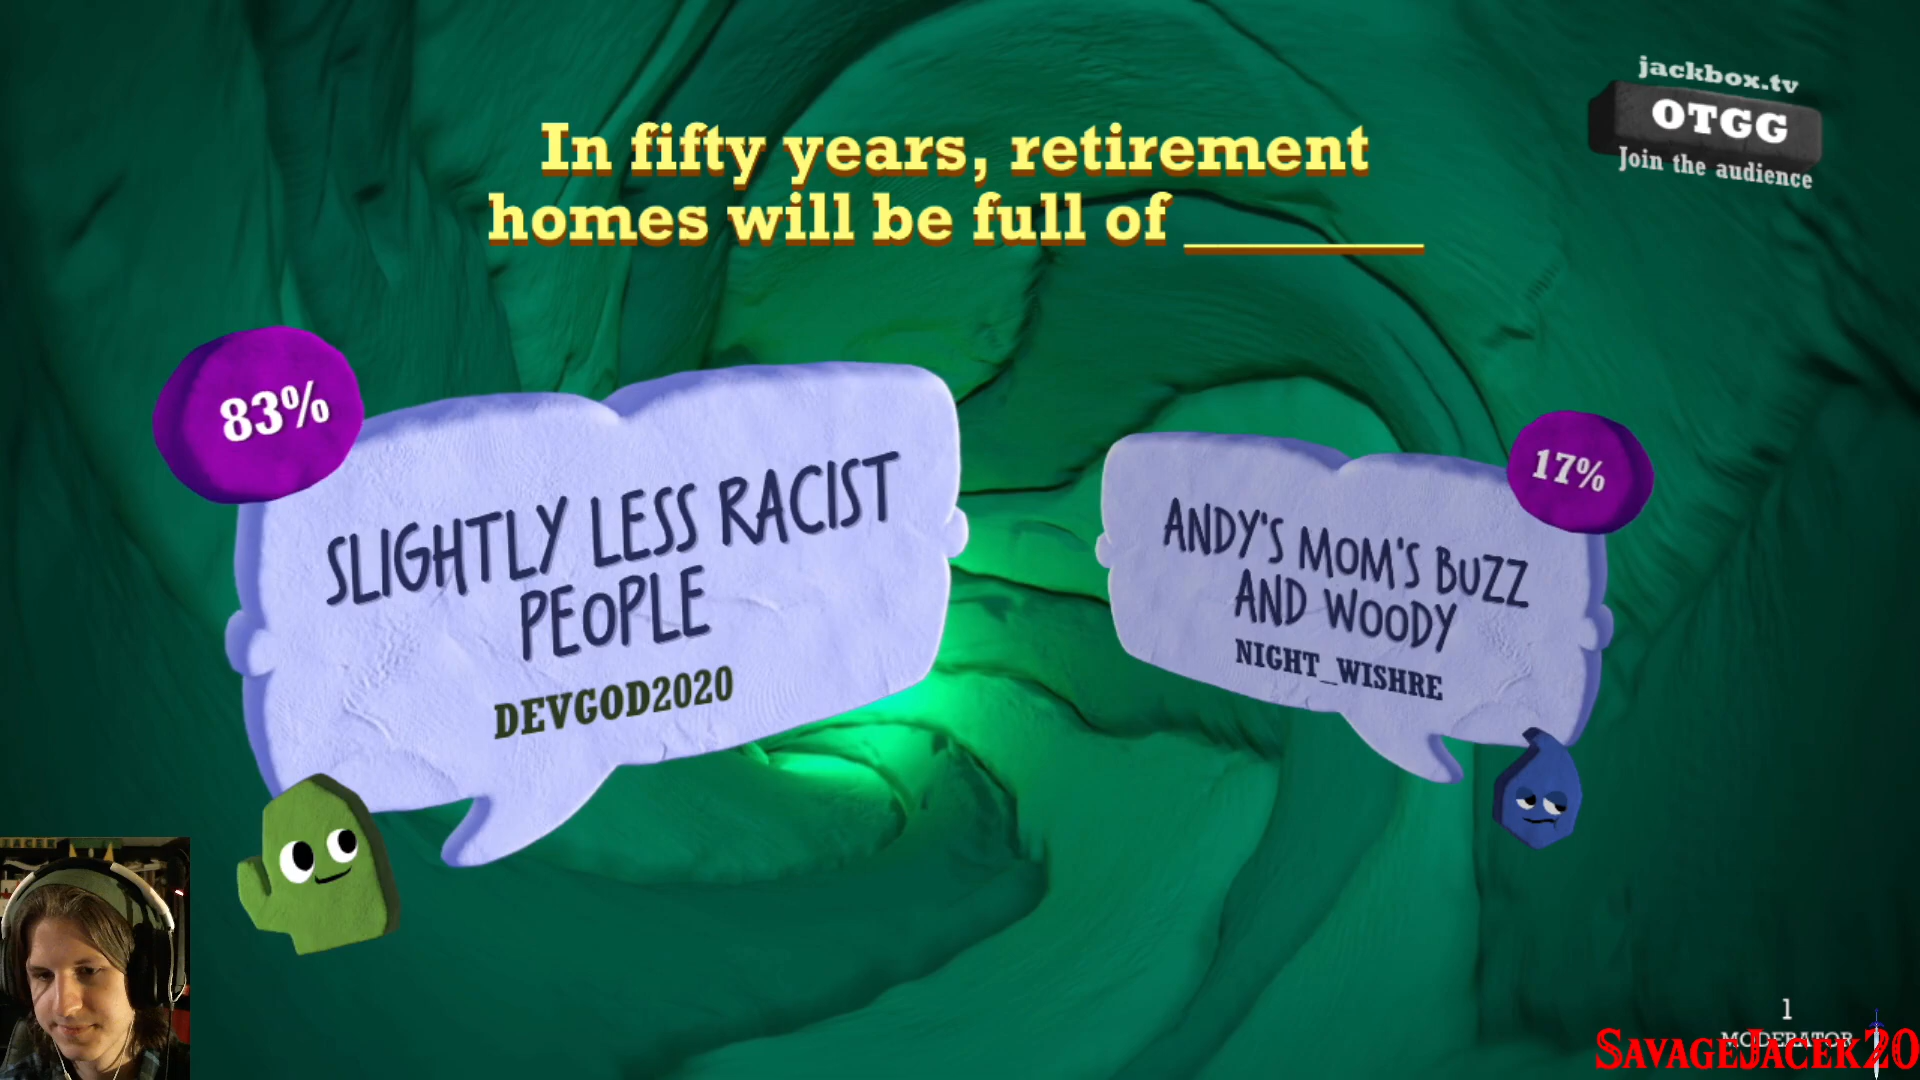 jackbox.tv
OTGG
Join the audience
In fifty years, retirement
homes will be full of ________
83%
SLIGHTLY LESS RACIST
PEOPLE
DEVGOD2020
17%
ANDY'S MOM'S BUZZ
AND WOODY
NIGHT_WISHRE
1
MODERATOR
SAVAGEJACEK20